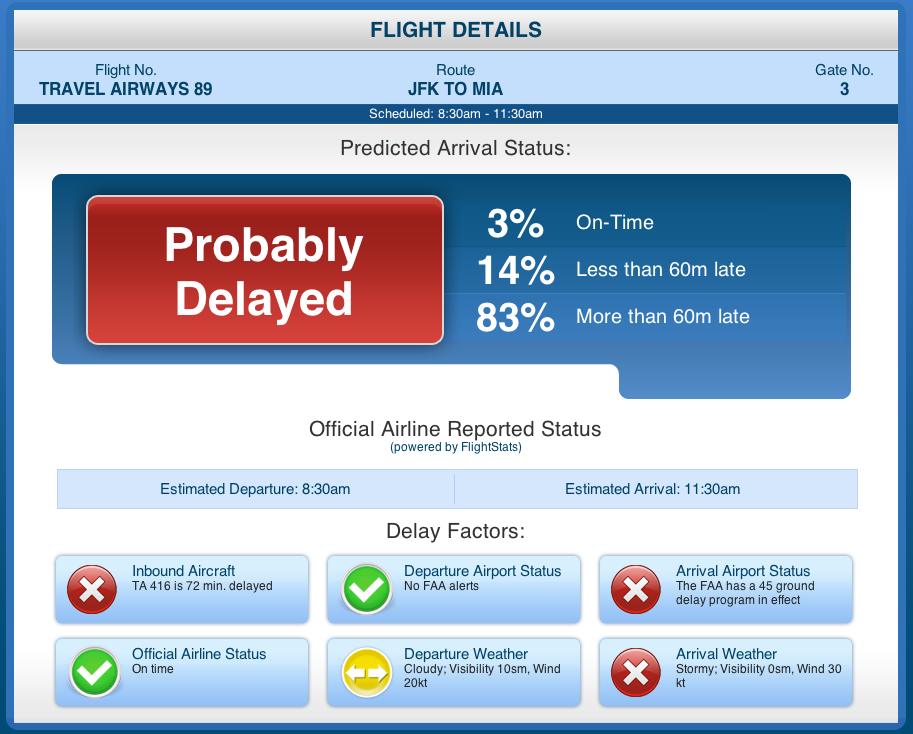 FLIGHT DETAILS
Flight No.
TRAVEL AIRWAYS 89
Route
JFK TO MIA
Gate No.
3
Scheduled: 8:30am - 11:30am
Predicted Arrival Status:
Probably
Delayed
3% On-Time
14% Less than 60m late
83% More than 60m late
Official Airline Reported Status
(powered by FlightStats)
Estimated Departure: 8:30am
Estimated Arrival: 11:30am
Delay Factors:
Inbound Aircraft
TA 416 is 72 min. delayed
Departure Airport Status
No FAA alerts
Arrival Airport Status
The FAA has a 45 ground
delay program in effect
Official Airline Status
On time
Departure Weather
Cloudy; Visibility 10sm, Wind
20kt
Arrival Weather
Stormy; Visibility 0sm, Wind 30
kt